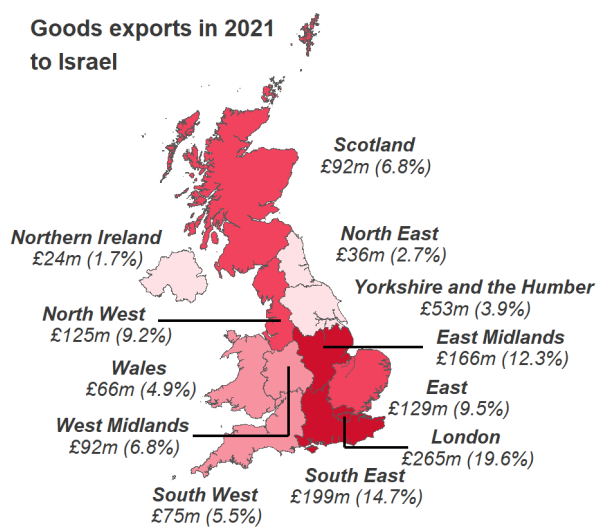 Goods exports in 2021
to Israel
Scotland
£92m (6.8%)
Northern Ireland
£24m (1.7%)
North East
£36m (2.7%)
Yorkshire and the Humber
£53m (3.9%)
North West
£125m (9.2%)
East Midlands
£166m (12.3%)
Wales
£66m (4.9%)
East
£129m (9.5%)
West Midlands
£92m (6.8%)
London
£265m (19.6%)
South East
£199m (14.7%)
South West
£75m (5.5%)